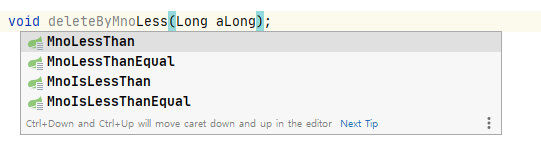 void deleteByMnoLess(Long aLong);
MnoLessThan
MnoLessThanEqual
MnoIsLessThan
MnoIsLessThanEqual
Ctrl+Down and Ctrl+Up will move caret down and up in the editor Next Tip